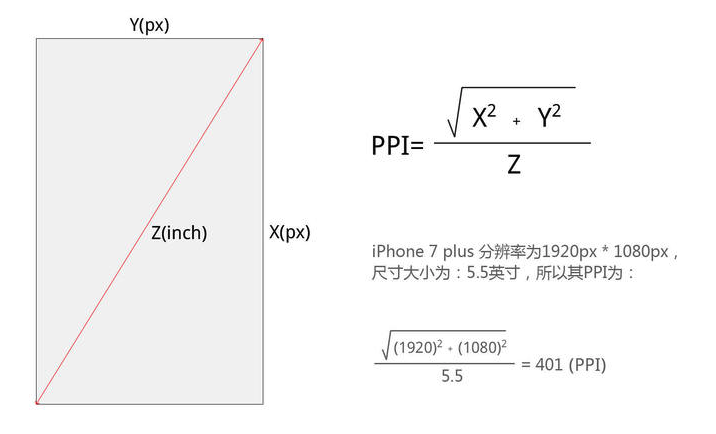 Y(px)
Z(inch)
X(px)
PPI=
√X² + Y²
Z
iPhone 7 plus 分辨率为1920px * 1080px，
尺寸大小为：5.5英寸，所以其PPI为：
√(1920)² + (1080)²
5.5
= 401 (PPI)